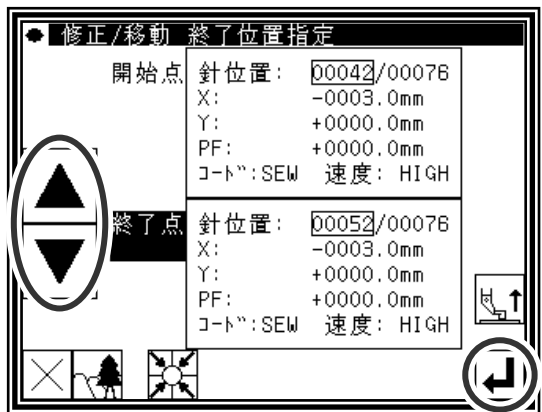 修正/移動 終了位置指定
開始点
針位置: 00042/00076
X: -0003.0mm
Y: +0000.0mm
PF: +0000.0mm
コード:SEW 速度: HIGH
終了点
針位置: 00052/00076
X: -0003.0mm
Y: +0000.0mm
PF: +0000.0mm
コード:SEW 速度: HIGH